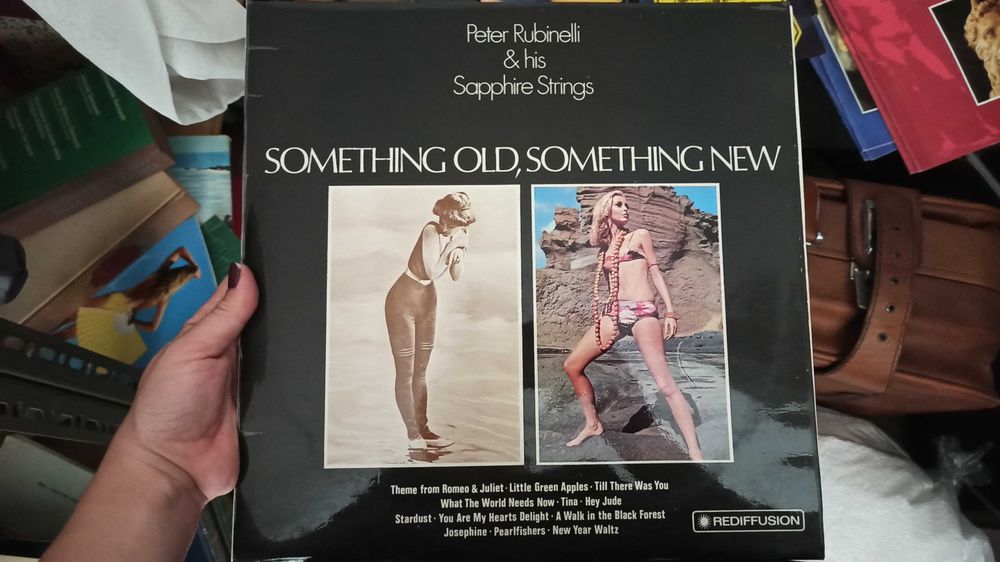 Peter Rubinelli
& his
Sapphire Strings
SOMETHING OLD, SOMETHING NEW
Theme from Romeo & Juliet · Little Green Apples · Till There Was You
What The World Needs Now · Tina · Hey Jude
Stardust · You Are My Hearts Delight · A Walk in the Black Forest
Josephine · Pearlfishers · New Year Waltz
REDIFFUSION